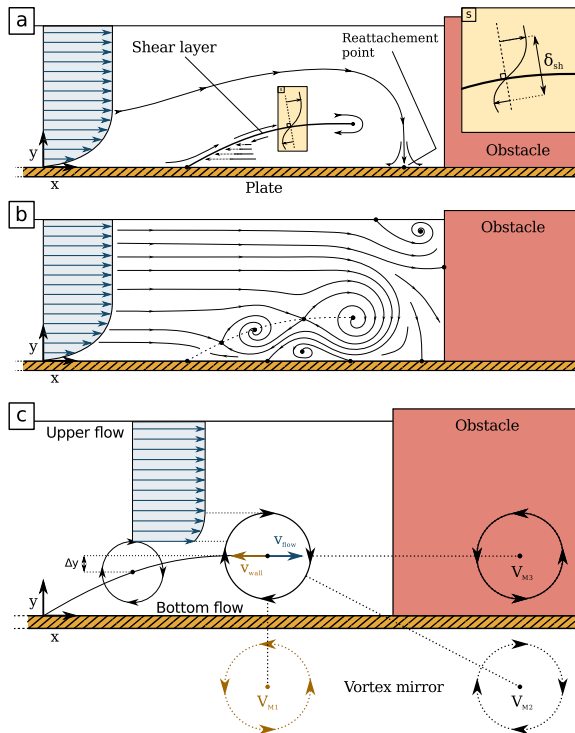 a
Shear layer
Reattachement
point
s
s
δsh
Obstacle
y
x
Plate
b
Obstacle
y
x
c
Upper flow
Obstacle
Δy
vflow
vwall
VM3
y
Bottom flow
x
VM1
Vortex mirror
VM2